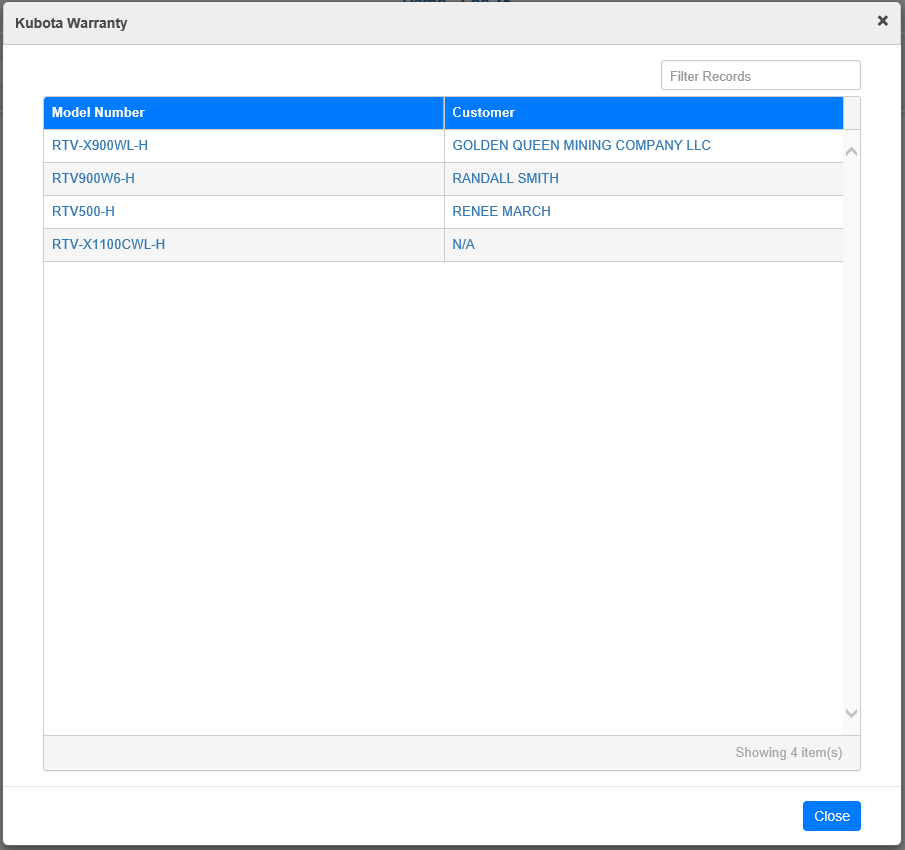 Kubota Warranty
Filter Records
Model Number Customer
RTV-X900WL-H GOLDEN QUEEN MINING COMPANY LLC
RTV900W6-H RANDALL SMITH
RTV500-H RENEE MARCH
RTV-X1100CWL-H N/A
Showing 4 item(s)
Close